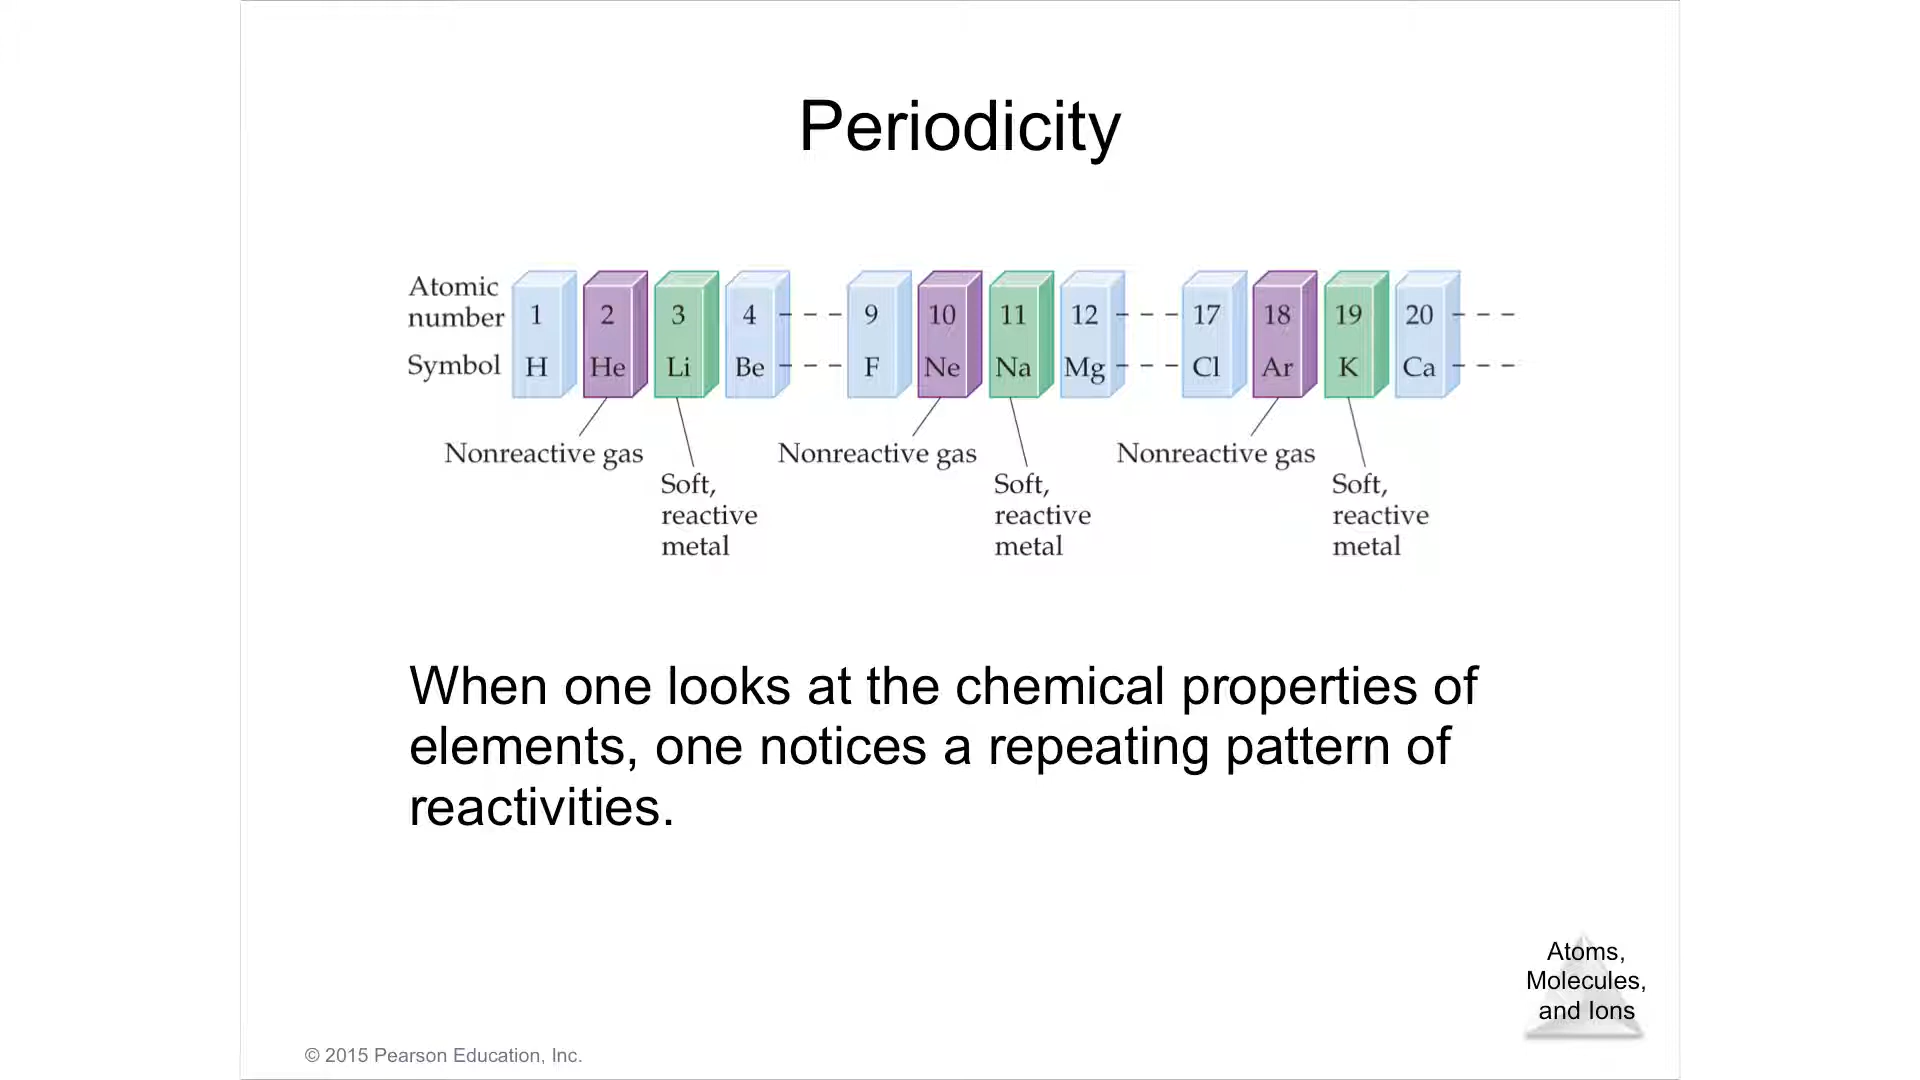 Periodicity
Atomic
number 1 2 3 4 9 10 11 12 17 18 19 20
Symbol H He Li Be F Ne Na Mg Cl Ar K Ca
Nonreactive gas Nonreactive gas Nonreactive gas
Soft, Soft, Soft,
reactive reactive reactive
metal metal metal
When one looks at the chemical properties of
elements, one notices a repeating pattern of
reactivities.
Atoms,
Molecules,
and Ions
© 2015 Pearson Education, Inc.